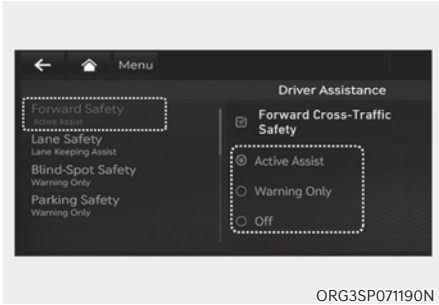 Menu
Driver Assistance
Forward Safety
Active Assist
Lane Safety
Lane Keeping Assist
Blind-Spot Safety
Warning Only
Parking Safety
Warning Only
Forward Cross-Traffic
Safety
Active Assist
Warning Only
Off
ORG3SP071190N